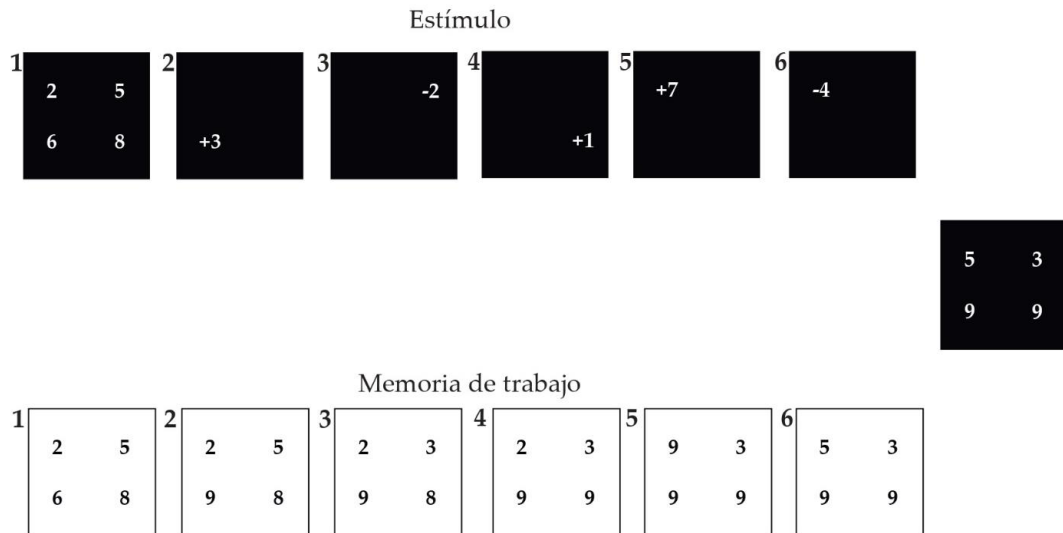 Estímulo
1 2 3 4 5 6
2 5 -2 +7 -4
6 8 +3 +1
5 3
9 9
Memoria de trabajo
1 2 3 4 5 6
2 5 2 5 2 3 2 3 9 3 5 3
6 8 9 8 9 8 9 9 9 9 9 9